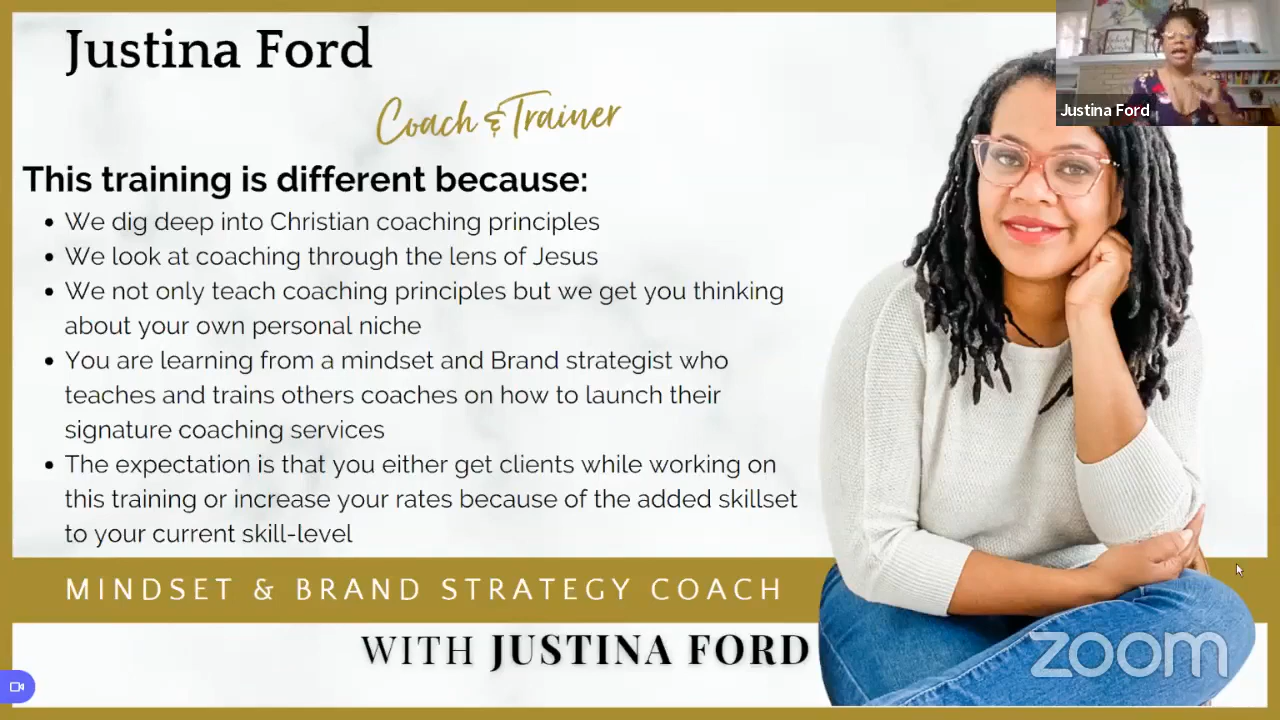 Justina Ford
Coach & Trainer
Justina Ford
This training is different because:
• We dig deep into Christian coaching principles
• We look at coaching through the lens of Jesus
• We not only teach coaching principles but we get you thinking
about your own personal niche
• You are learning from a mindset and Brand strategist who
teaches and trains others coaches on how to launch their
signature coaching services
• The expectation is that you either get clients while working on
this training or increase your rates because of the added skillset
to your current skill-level
MINDSET & BRAND STRATEGY COACH
WITH JUSTINA FORD
zoom